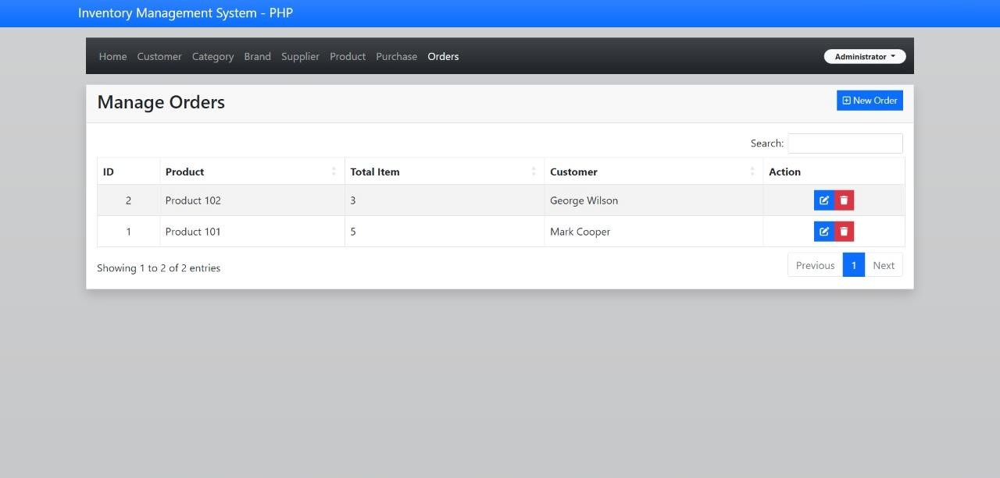 Inventory Management System - PHP
Home Customer Category Brand Supplier Product Purchase Orders Administrator
Manage Orders New Order
Search:
ID Product Total Item Customer Action
2 Product 102 3 George Wilson
1 Product 101 5 Mark Cooper
Showing 1 to 2 of 2 entries Previous 1 Next